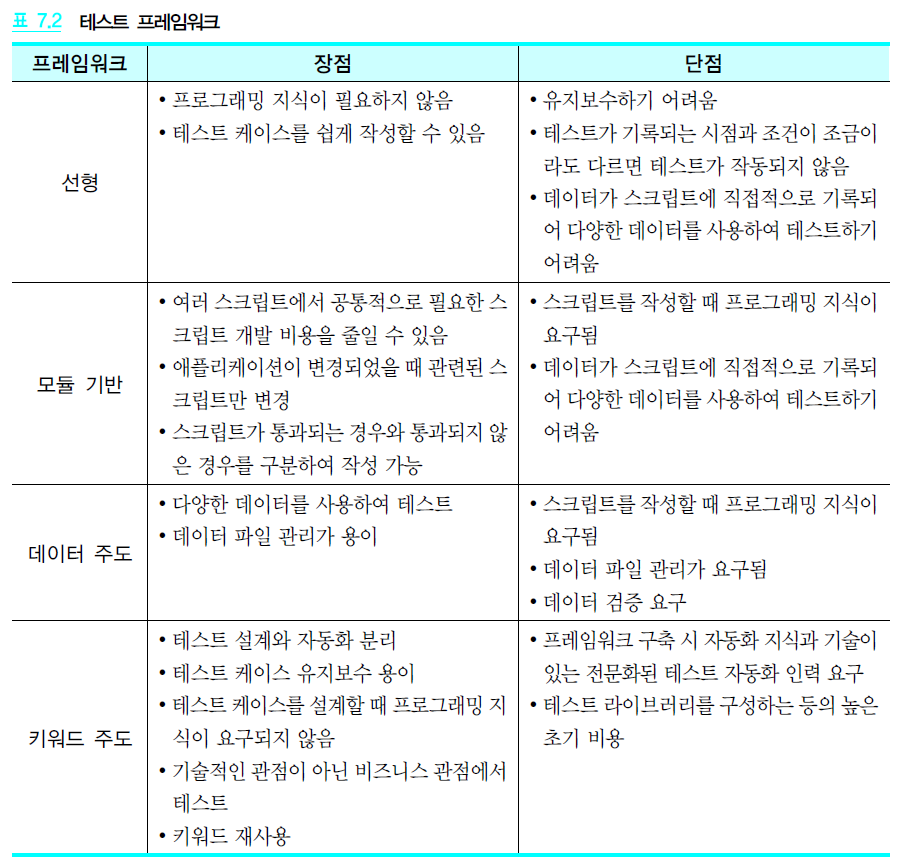 표 7.2 테스트 프레임워크
프레임워크 장점 단점
선형
• 프로그래밍 지식이 필요하지 않음
• 테스트 케이스를 쉽게 작성할 수 있음
• 유지보수하기 어려움
• 테스트가 기록되는 시점과 조건이 조금이
라도 다르면 테스트가 작동되지 않음
• 데이터가 스크립트에 직접적으로 기록되
어 다양한 데이터를 사용하여 테스트하기
어려움
모듈 기반
• 여러 스크립트에서 공통적으로 필요한 스
크립트 개발 비용을 줄일 수 있음
• 애플리케이션이 변경되었을 때 관련된 스
크립트만 변경
• 스크립트가 통과되는 경우와 통과되지 않
은 경우를 구분하여 작성 가능
• 스크립트를 작성할 때 프로그래밍 지식이
요구됨
• 데이터가 스크립트에 직접적으로 기록되
어 다양한 데이터를 사용하여 테스트하기
어려움
데이터 주도
• 다양한 데이터를 사용하여 테스트
• 데이터 파일 관리가 용이
• 스크립트를 작성할 때 프로그래밍 지식이
요구됨
• 데이터 파일 관리가 요구됨
• 데이터 검증 요구
키워드 주도
• 테스트 설계와 자동화 분리
• 테스트 케이스 유지보수 용이
• 테스트 케이스를 설계할 때 프로그래밍 지
식이 요구되지 않음
• 기술적인 관점이 아닌 비즈니스 관점에서
테스트
• 키워드 재사용
• 프레임워크 구축 시 자동화 지식과 기술이
있는 전문화된 테스트 자동화 인력 요구
• 테스트 라이브러리를 구성하는 등의 높은
초기 비용